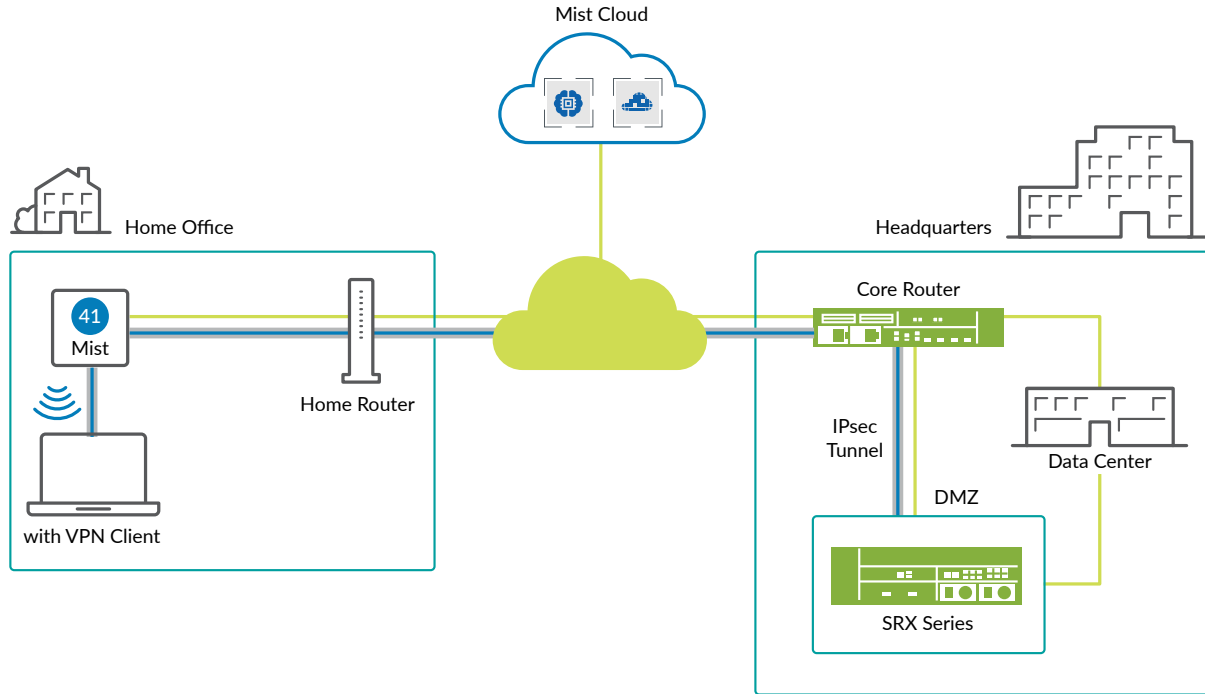 Mist Cloud
Home Office
Headquarters
41
Mist
Core Router
Home Router
IPsec
Tunnel
Data Center
DMZ
with VPN Client
SRX Series